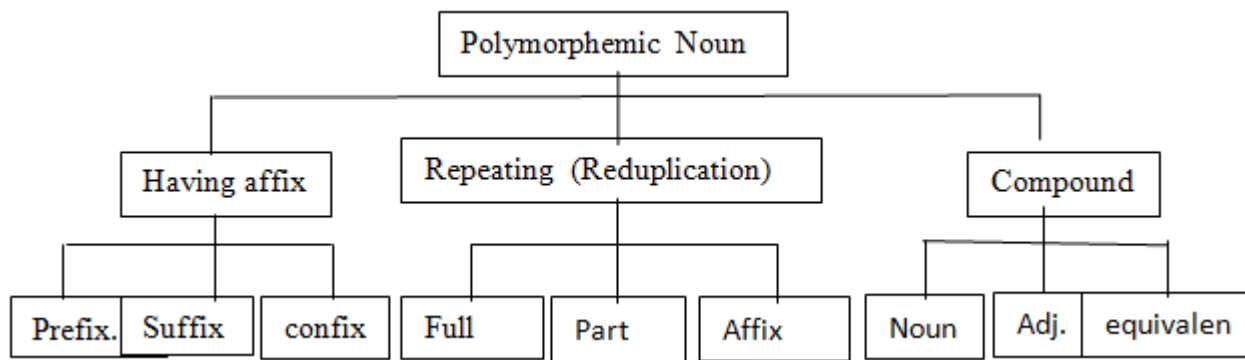 Polymorphemic Noun
Having affix
Repeating (Reduplication)
Compound
Prefix.
Suffix
confix
Full
Part
Affix
Noun
Adj.
equivalen